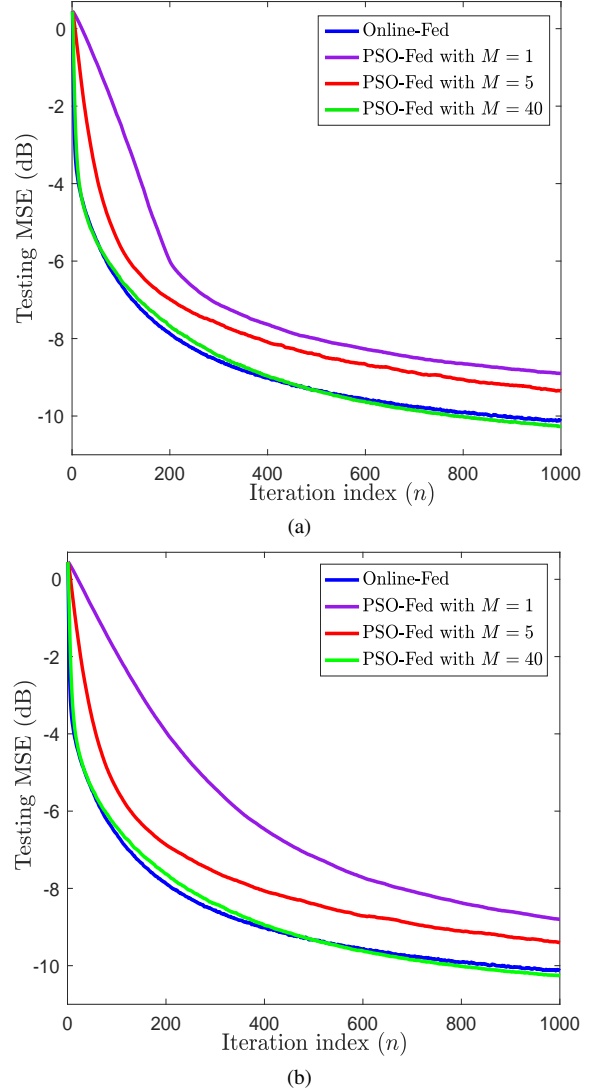 0
-2
-4
-6
-8
-10
Testing MSE (dB)
Online-Fed
PSO-Fed with M = 1
PSO-Fed with M = 5
PSO-Fed with M = 40
0 200 400 600 800 1000
Iteration index (n)
(a)
0
-2
-4
-6
-8
-10
Testing MSE (dB)
Online-Fed
PSO-Fed with M = 1
PSO-Fed with M = 5
PSO-Fed with M = 40
0 200 400 600 800 1000
Iteration index (n)
(b)